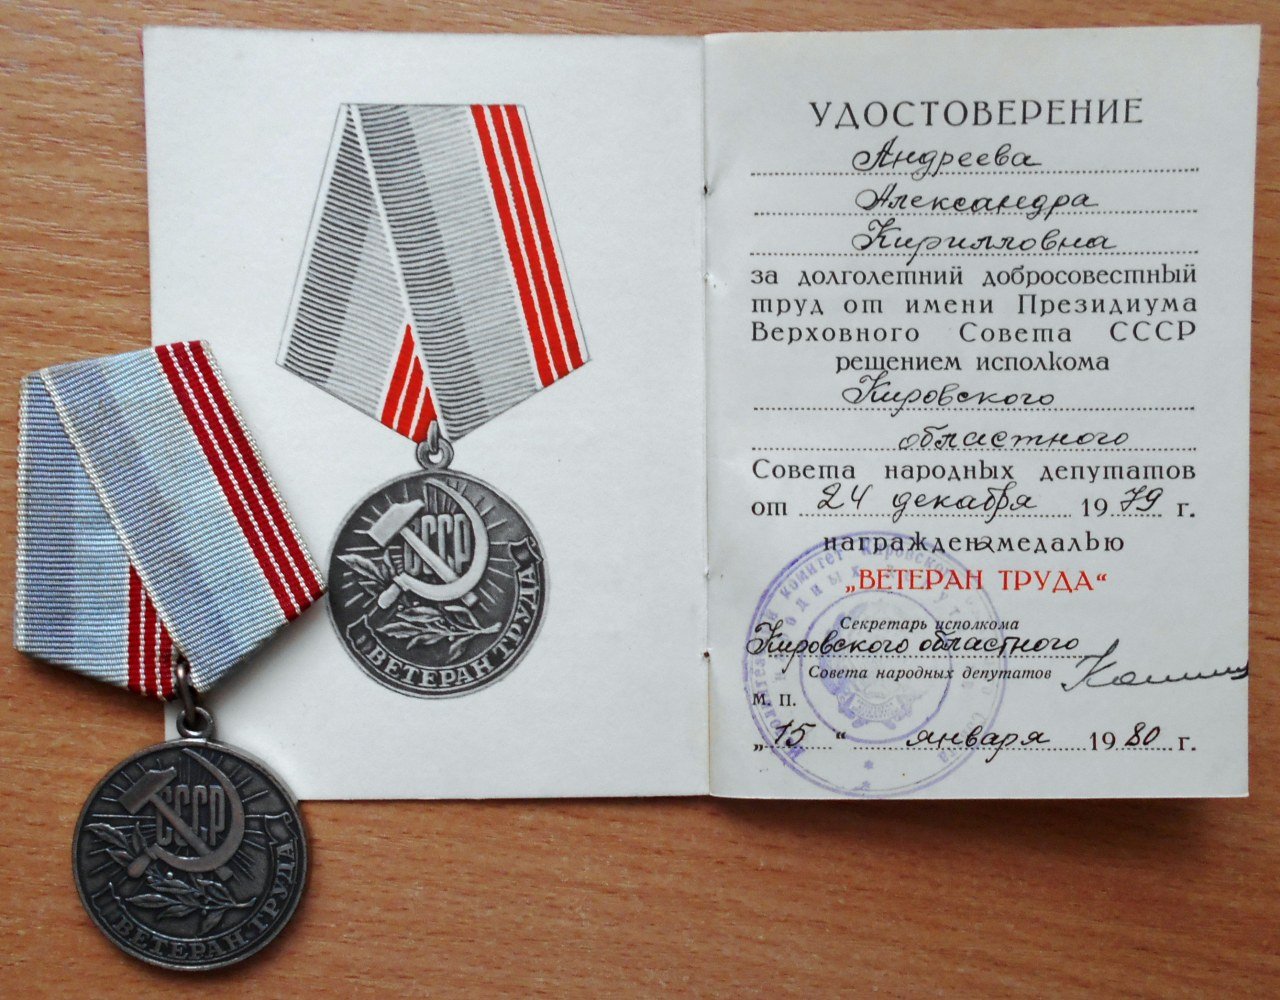 УДОСТОВЕРЕНИЕ
Андреева
Александра
Кирилловна
за долголетний добросовестный
труд от имени Президиума
Верховного Совета СССР
решением исполкома
Кировского
областного
Совета народных депутатов
от 24 декабря 1979 г.
награждена медалью
„ВЕТЕРАН ТРУДА“
Секретарь исполкома
Кировского областного
Совета народных депутатов
М. П.
„15“ января 1980 г.
СССР
ВЕТЕРАН ТРУДА
СССР
ВЕТЕРАН ТРУДА